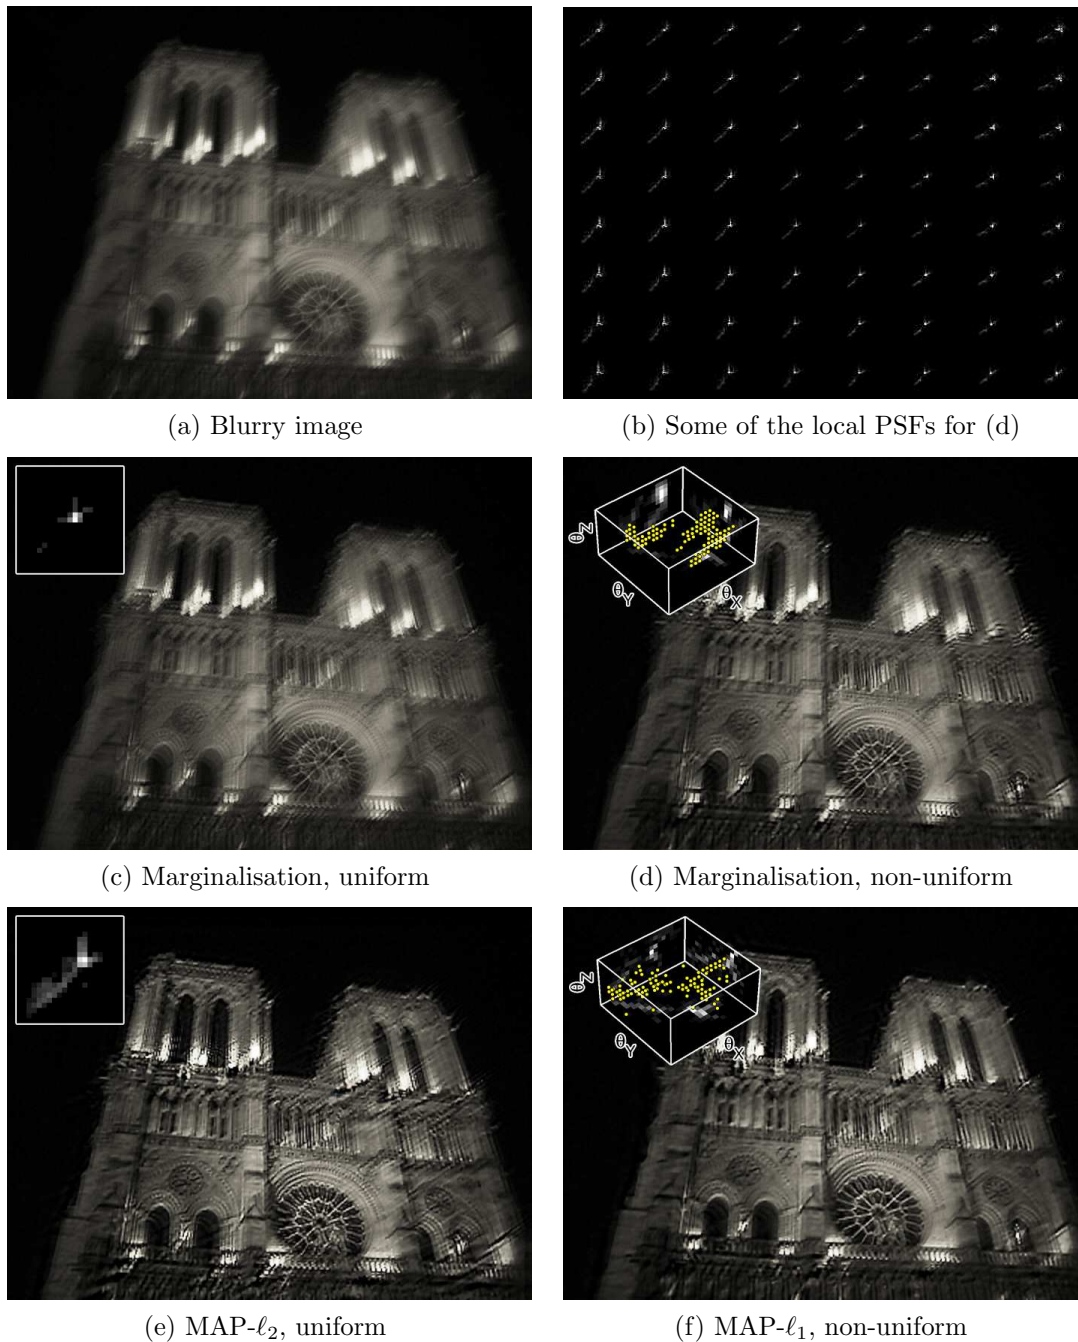 (a) Blurry image
(b) Some of the local PSFs for (d)
θZ
θY
θX
(c) Marginalisation, uniform
(d) Marginalisation, non-uniform
θZ
θY
θX
(e) MAP-ℓ₂, uniform
(f) MAP-ℓ₁, non-uniform